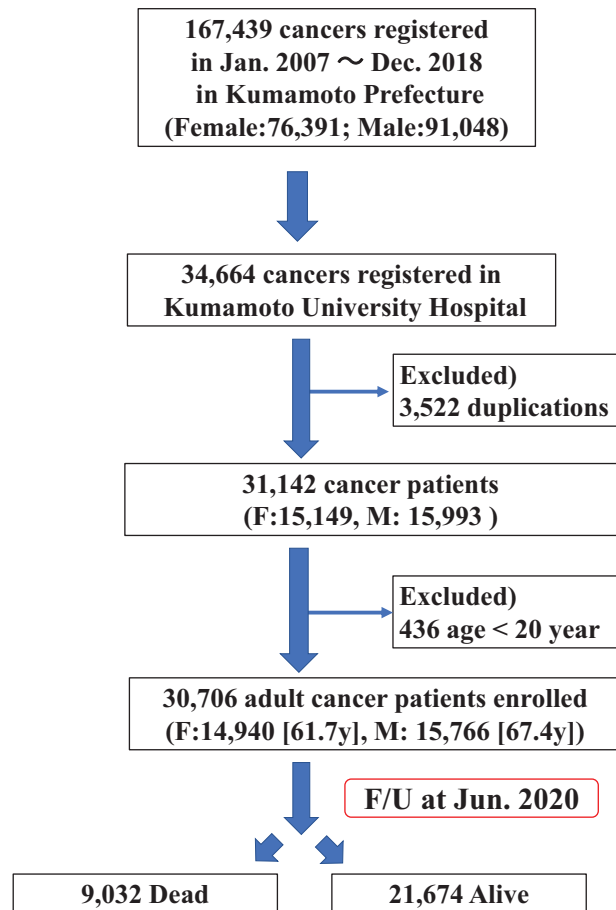 167,439 cancers registered
in Jan. 2007 ～ Dec. 2018
in Kumamoto Prefecture
(Female:76,391; Male:91,048)
34,664 cancers registered in
Kumamoto University Hospital
Excluded)
3,522 duplications
31,142 cancer patients
(F:15,149, M: 15,993 )
Excluded)
436 age < 20 year
30,706 adult cancer patients enrolled
(F:14,940 [61.7y], M: 15,766 [67.4y])
F/U at Jun. 2020
9,032 Dead
21,674 Alive